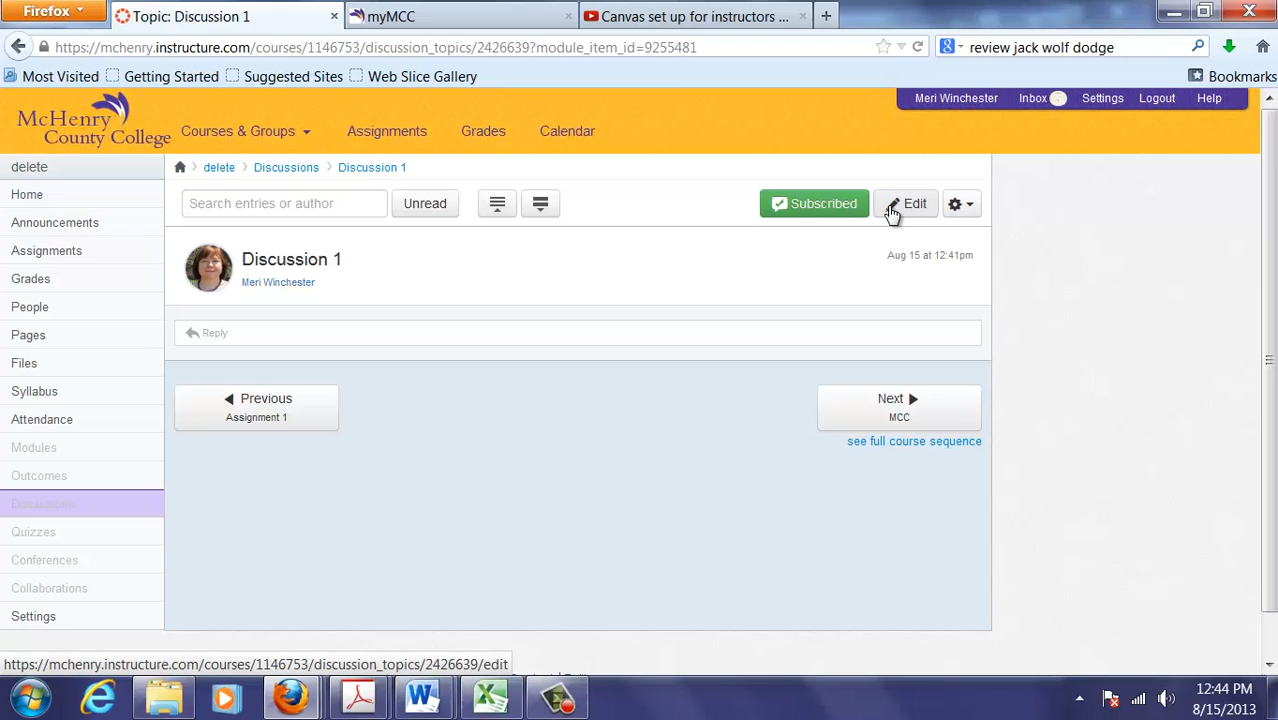 Firefox
Topic: Discussion 1
myMCC
Canvas set up for instructors ...
https://mchenry.instructure.com/courses/1146753/discussion_topics/2426639?module_item_id=9255481
review jack wolf dodge
Most Visited
Getting Started
Suggested Sites
Web Slice Gallery
Bookmarks
McHenry
County
College
Courses & Groups
Assignments
Grades
Calendar
Meri Winchester
Inbox
Settings
Logout
Help
delete
Home
Announcements
Assignments
Grades
People
Pages
Files
Syllabus
Attendance
Modules
Outcomes
Discussions
Quizzes
Conferences
Collaborations
Settings
delete
Discussions
Discussion 1
Search entries or author
Unread
Subscribed
Edit
Discussion 1
Meri Winchester
Aug 15 at 12:41pm
Reply
Previous
Assignment 1
Next
MCC
see full course sequence
https://mchenry.instructure.com/courses/1146753/discussion_topics/2426639/edit
12:44 PM
8/15/2013